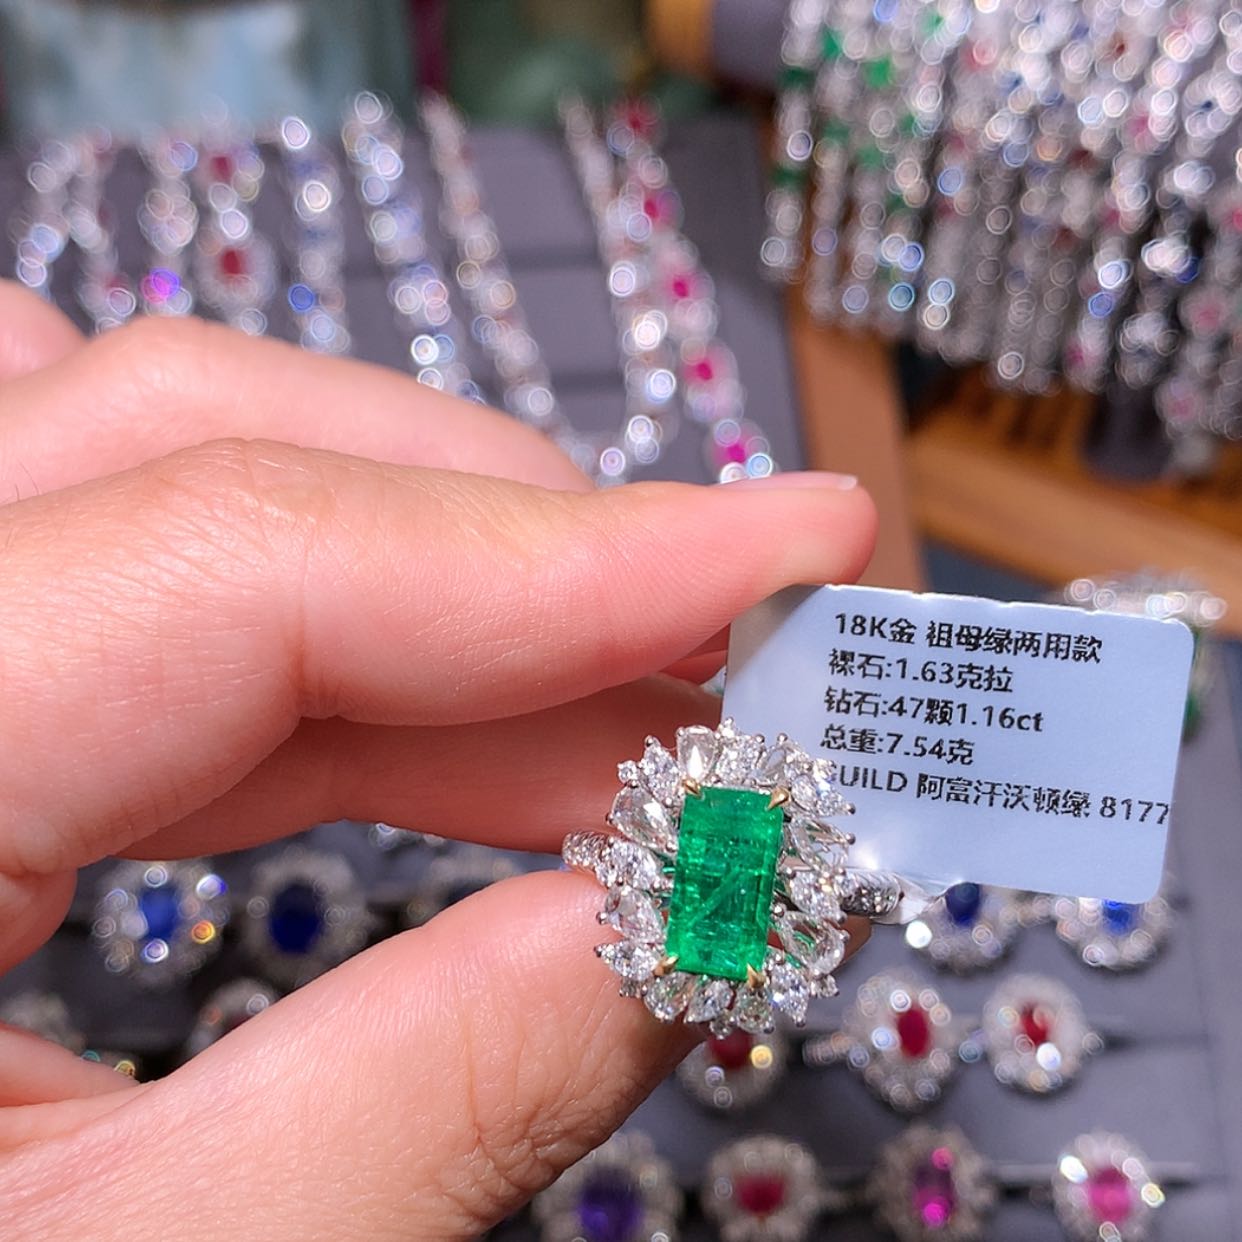 18K金 祖母绿两用款
裸石:1.63克拉
钻石:47颗1.16ct
总重:7.54克
GUILD 阿富汗沃顿绿 8177